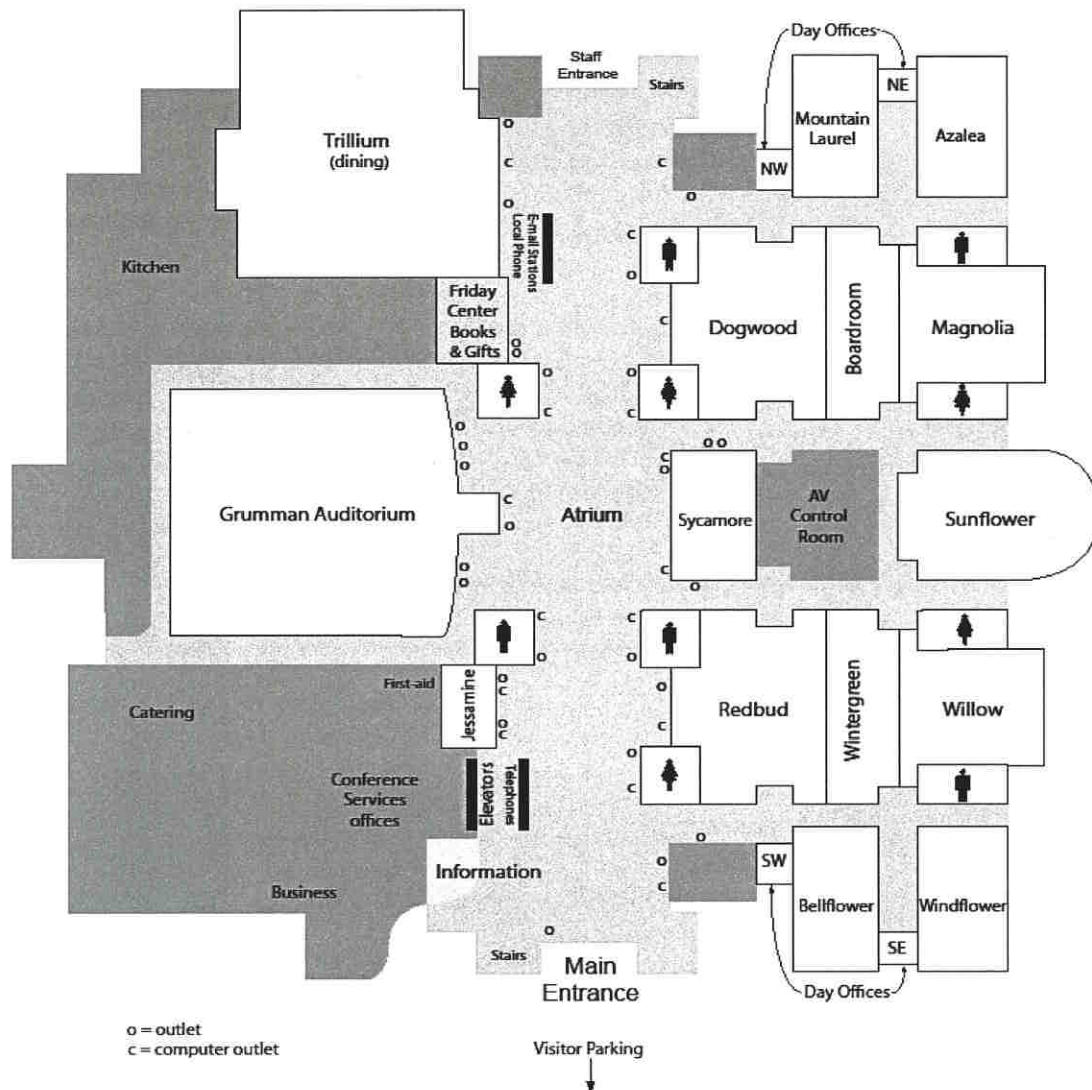 Day Offices
Staff
Entrance
Stairs
NE
Mountain
Laurel
Azalea
NW
Trillium
(dining)
o
c
o
c
o
E-mail Stations
Local Phone
Kitchen
Friday
Center
Books
& Gifts
o
o
c
o
c
Dogwood
Boardroom
Magnolia
o
c
o
c
o
o
o
o
o
o
c
o
c
o
Grumman Auditorium
Atrium
Sycamore
AV
Control
Room
Sunflower
o
o
c
o
c
o
c
o
First-aid
Jessamine
o
c
o
c
o
c
o
c
Redbud
Wintergreen
Willow
Catering
Conference
Services
offices
Elevators
Telephones
Business
Information
o
o
c
SW
Bellflower
Windflower
SE
o
Stairs
Main
Entrance
Day Offices
o = outlet
c = computer outlet
Visitor Parking